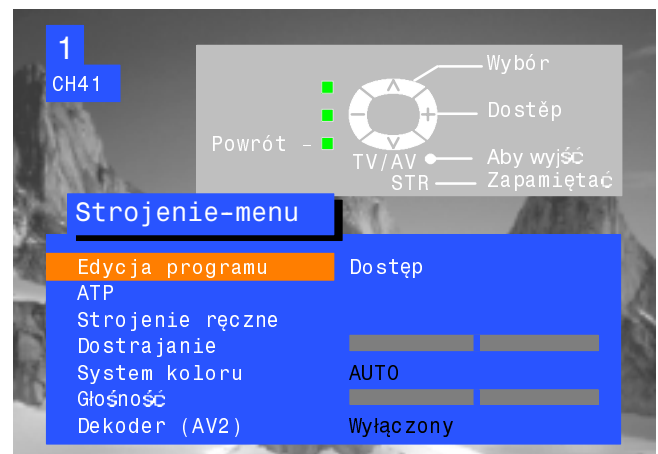 1
CH41
Wybór
Dostěp
Powrót –
TV/AV Aby wyjść
STR Zapamiętać
Strojenie-menu
Edycja programu Dostęp
ATP
Strojenie ręczne
Dostrajanie
System koloru AUTO
Głośność
Dekoder (AV2) Wyłączony